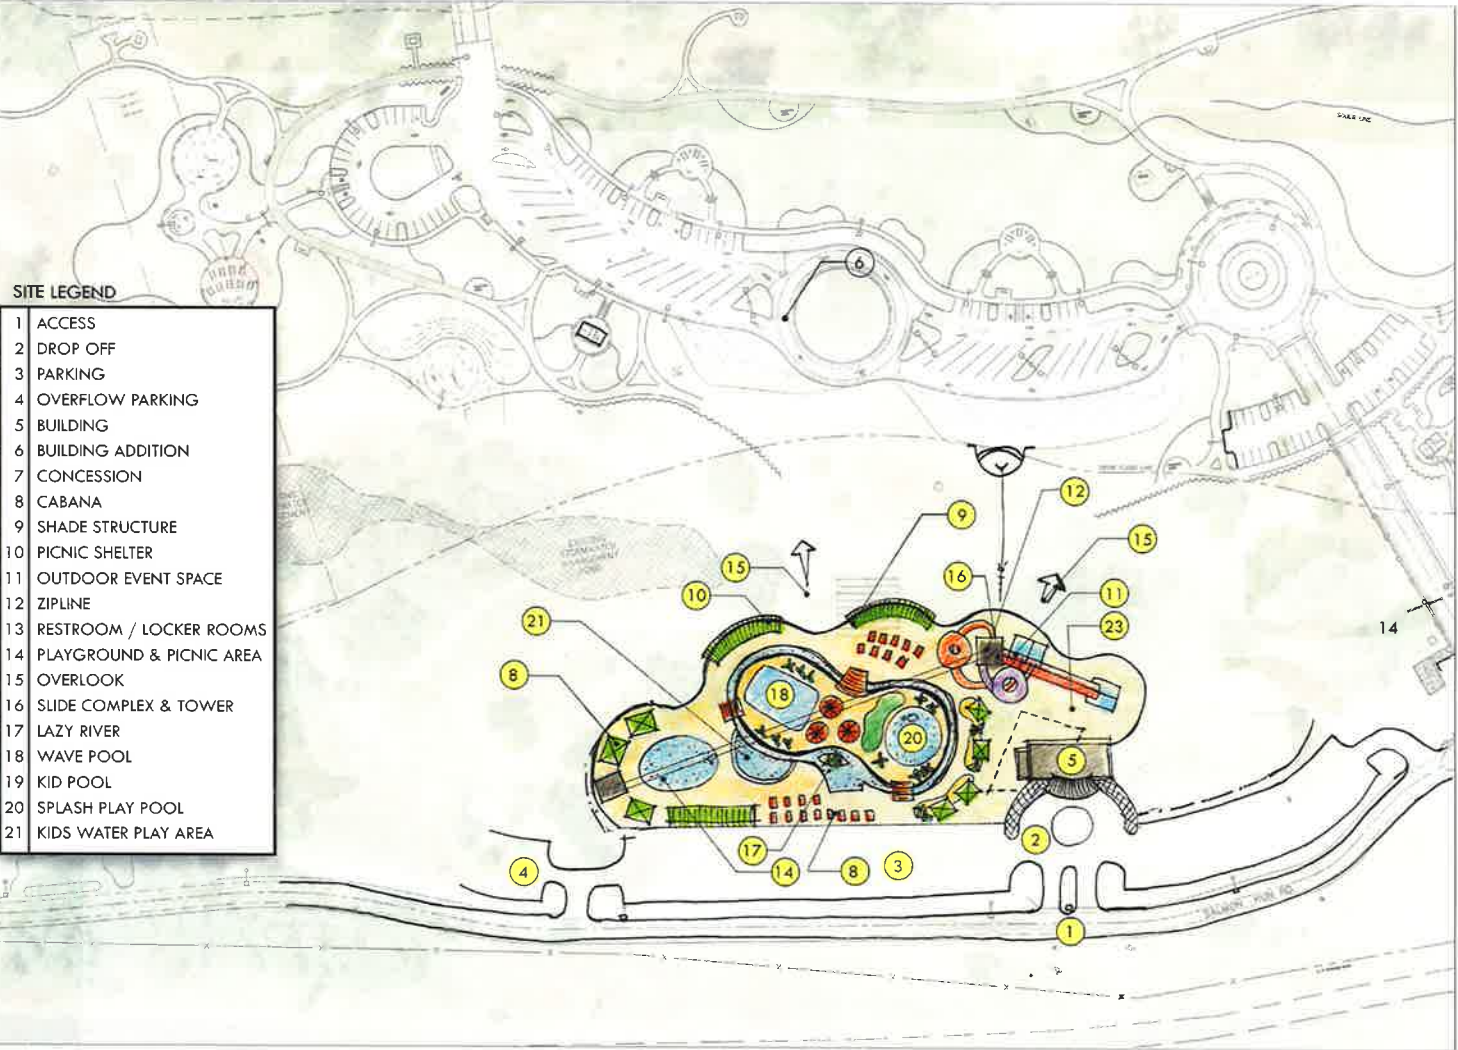 SITE LEGEND
1 ACCESS
2 DROP OFF
3 PARKING
4 OVERFLOW PARKING
5 BUILDING
6 BUILDING ADDITION
7 CONCESSION
8 CABANA
9 SHADE STRUCTURE
10 PICNIC SHELTER
11 OUTDOOR EVENT SPACE
12 ZIPLINE
13 RESTROOM / LOCKER ROOMS
14 PLAYGROUND & PICNIC AREA
15 OVERLOOK
16 SLIDE COMPLEX & TOWER
17 LAZY RIVER
18 WAVE POOL
19 KID POOL
20 SPLASH PLAY POOL
21 KIDS WATER PLAY AREA
6
12
9
15
15
16
10
11
21
23
14
8
18
20
5
2
17
3
4
14
8
1